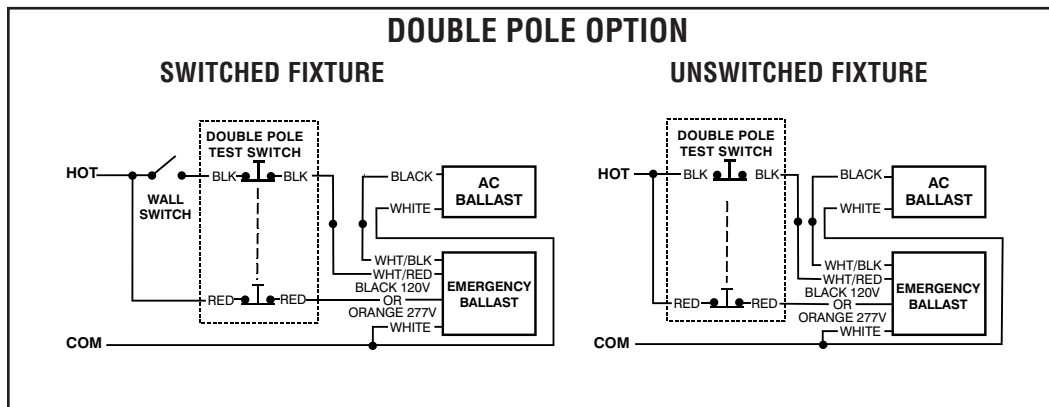 DOUBLE POLE OPTION
SWITCHED FIXTURE
DOUBLE POLE
TEST SWITCH
HOT
WALL
SWITCH
BLK
BLK
BLACK
AC
BALLAST
WHITE
WHT/BLK
WHT/RED
RED
RED
BLACK 120V
OR
ORANGE 277V
WHITE
EMERGENCY
BALLAST
COM
UNSWITCHED FIXTURE
DOUBLE POLE
TEST SWITCH
HOT
BLK
BLK
BLACK
AC
BALLAST
WHITE
WHT/BLK
WHT/RED
RED
RED
BLACK 120V
OR
ORANGE 277V
WHITE
EMERGENCY
BALLAST
COM